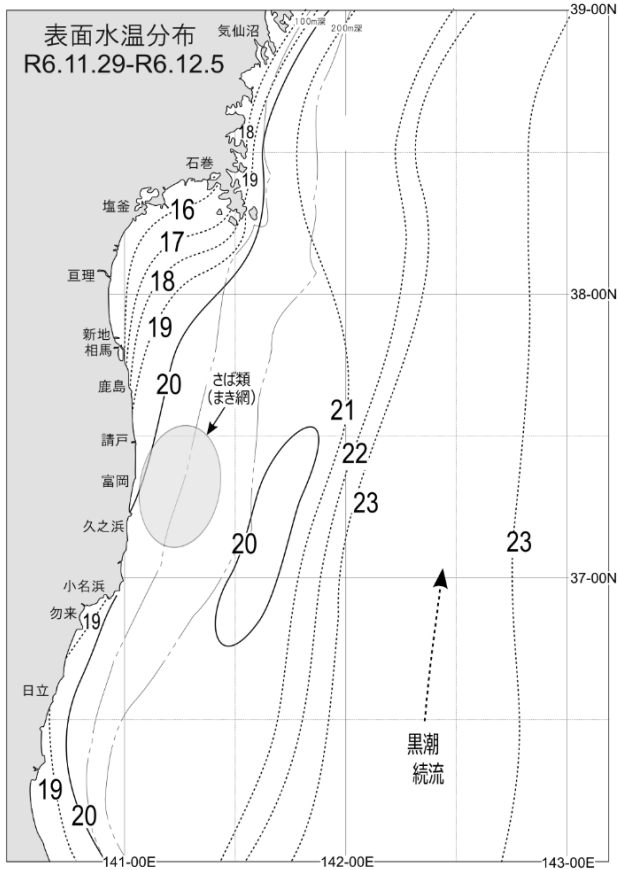 表面水温分布
R6.11.29-R6.12.5
気仙沼
100m深
200m深
39-00N
18
石巻
19
塩釜
16
17
亘理
18
38-00N
19
新地
相馬
鹿島
20
さば類
(まき網)
21
請戸
22
富岡
23
久之浜
20
23
37-00N
小名浜
勿来
19
日立
黒潮
続流
19
20
141-00E
142-00E
143-00E